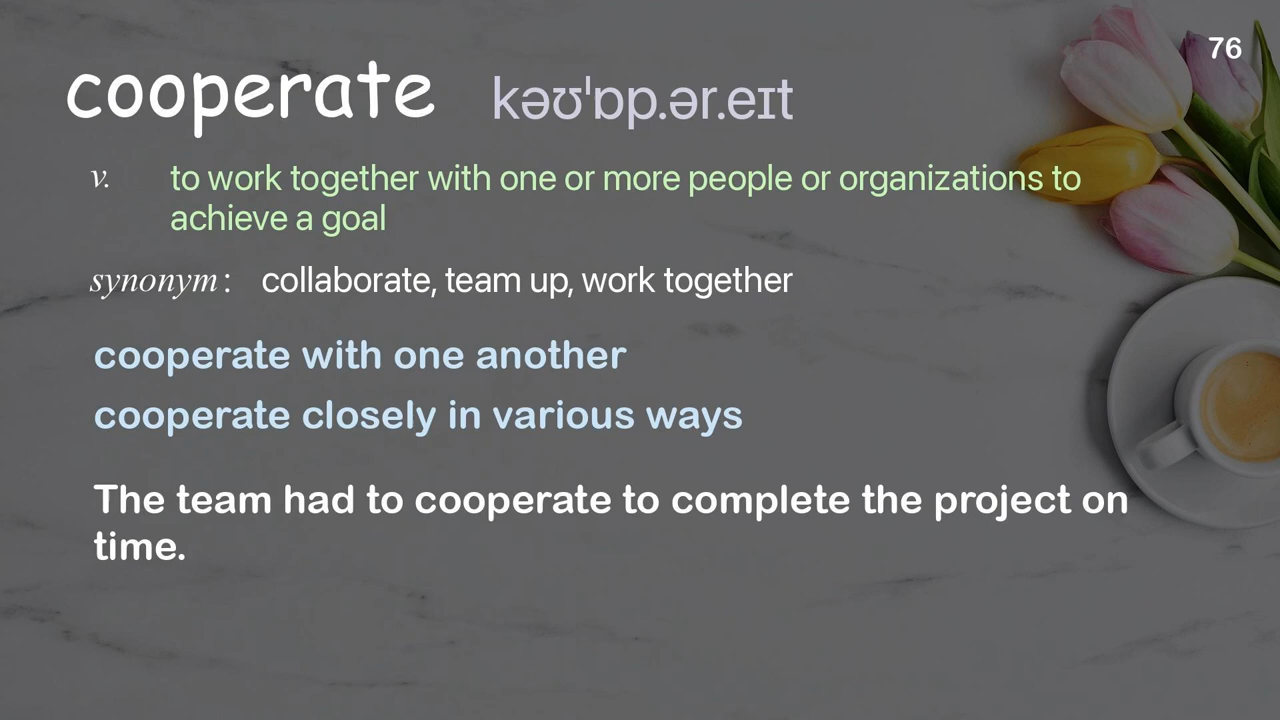 76
cooperate kəʊˈɒp.ər.eɪt
v. to work together with one or more people or organizations to
achieve a goal
synonym: collaborate, team up, work together
cooperate with one another
cooperate closely in various ways
The team had to cooperate to complete the project on
time.